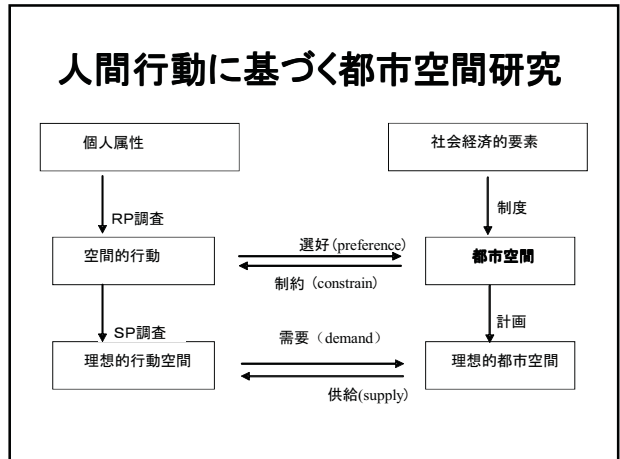 人間行動に基づく都市空間研究
個人属性
社会経済的要素
RP調査
制度
空間的行動
選好(preference)
都市空間
制約（constrain）
SP調査
計画
需要（demand）
理想的行動空間
理想的都市空間
供給(supply)